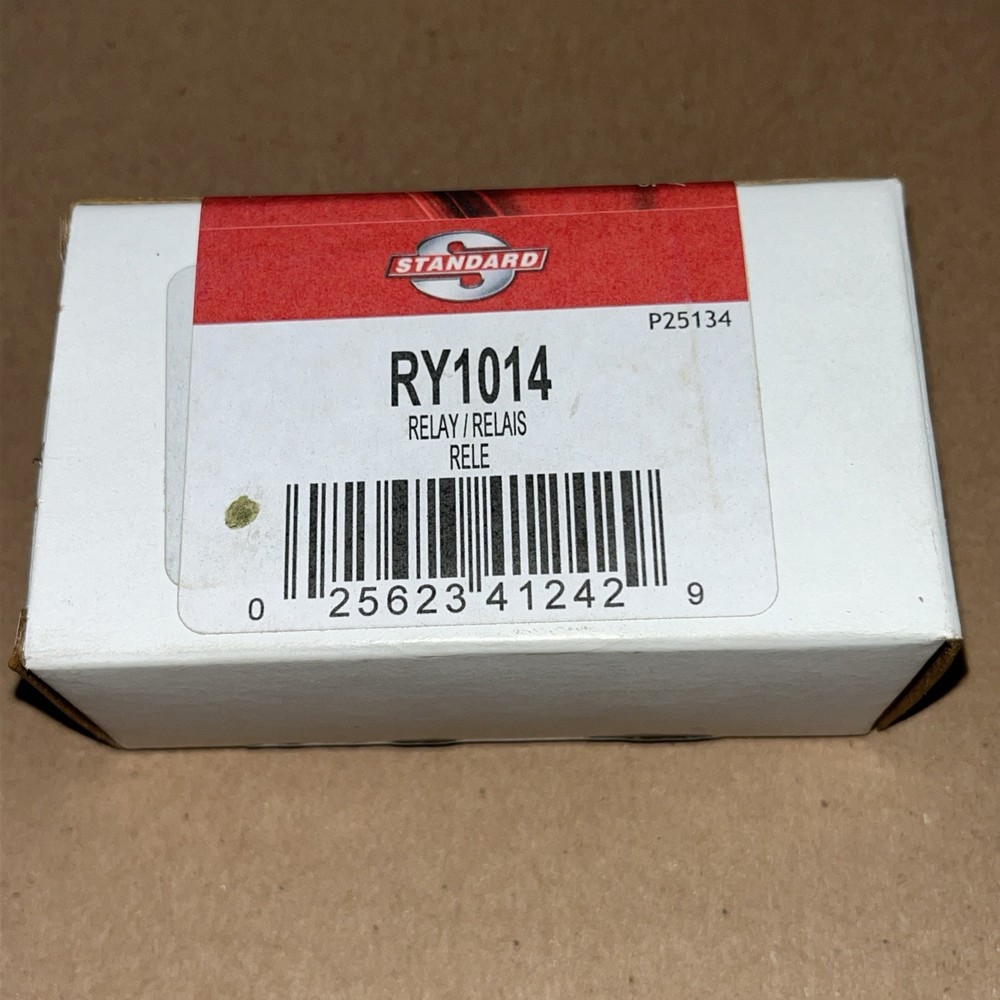 STANDARD
P25134
RY1014
RELAY / RELAIS
RELE
0 25623 41242 9